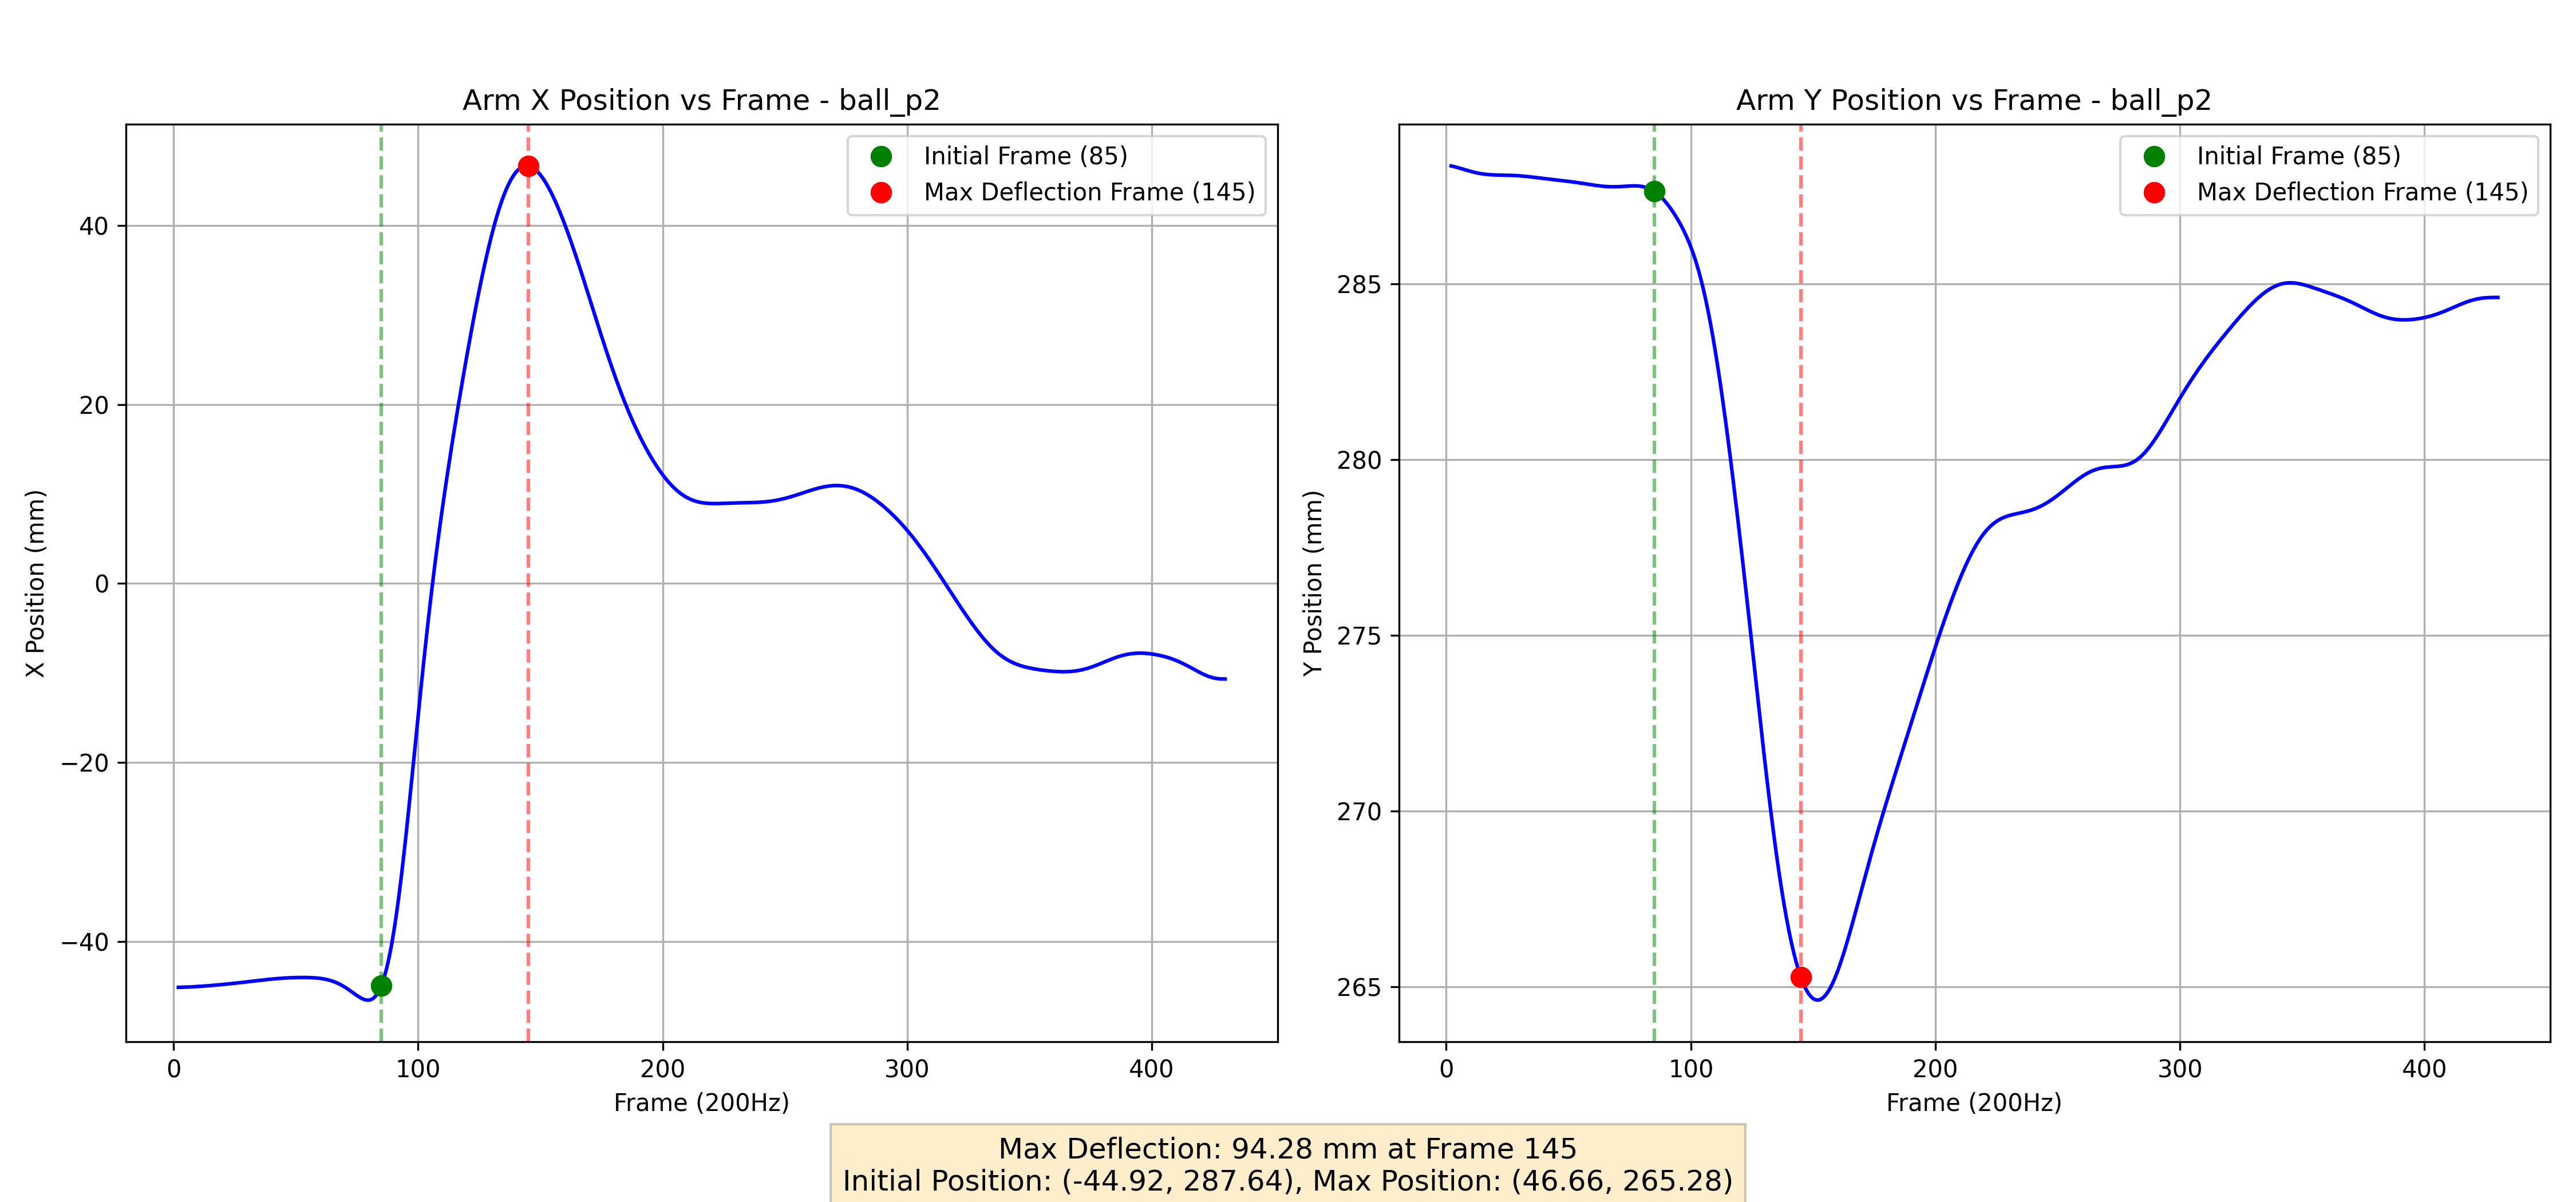 Arm X Position vs Frame - ball_p2
Initial Frame (85)
Max Deflection Frame (145)
X Position (mm)
40
20
0
−20
−40
0 100 200 300 400
Frame (200Hz)
Arm Y Position vs Frame - ball_p2
Initial Frame (85)
Max Deflection Frame (145)
Y Position (mm)
285
280
275
270
265
0 100 200 300 400
Frame (200Hz)
Max Deflection: 94.28 mm at Frame 145
Initial Position: (-44.92, 287.64), Max Position: (46.66, 265.28)